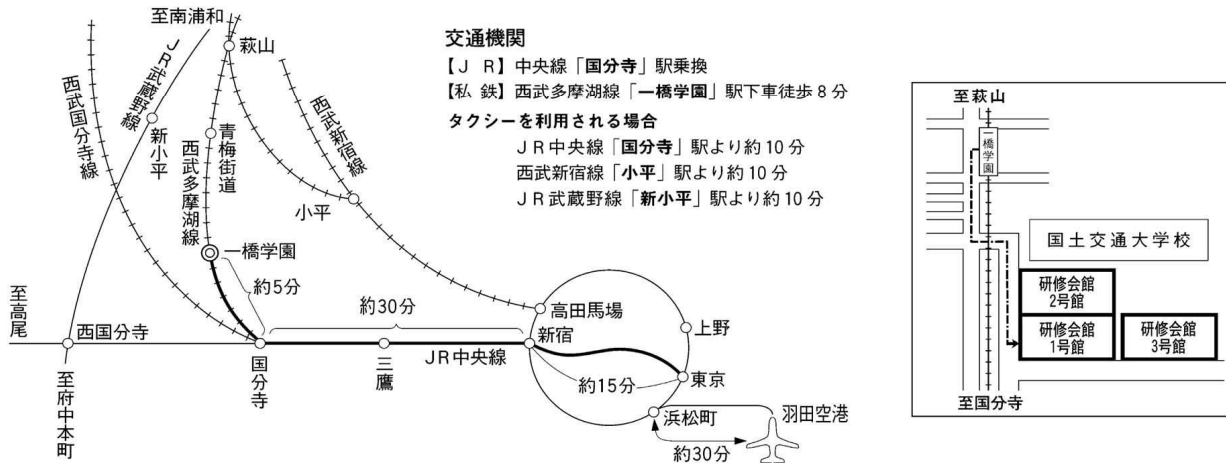 至南浦和
萩山
JR武蔵野線
西武国分寺線
新小平
青梅街道
西武多摩湖線
西武新宿線
小平
一橋学園
約5分
約30分
至高尾
西国分寺
国分寺
三鷹
JR中央線
新宿
高田馬場
上野
約15分
東京
浜松町
羽田空港
約30分
至府中本町
交通機関
【JR】中央線「国分寺」駅乗換
【私鉄】西武多摩湖線「一橋学園」駅下車徒歩8分
タクシーを利用される場合
JR中央線「国分寺」駅より約10分
西武新宿線「小平」駅より約10分
JR武蔵野線「新小平」駅より約10分
至萩山
一橋学園
国土交通大学校
研修会館
2号館
研修会館
1号館
研修会館
3号館
至国分寺